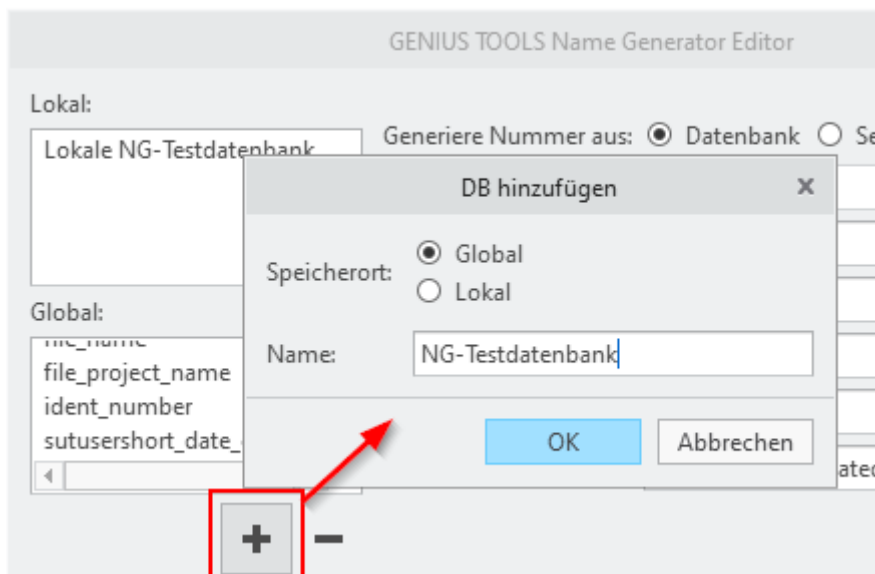 GENIUS TOOLS Name Generator Editor
Lokal:
Lokale NG-Testdatenbank
Generiere Nummer aus: Datenbank
DB hinzufügen
Speicherort:
Global
Lokal
Global:
file_project_name
ident_number
sutusershort_date_
Name:
NG-Testdatenbank
OK
Abbrechen